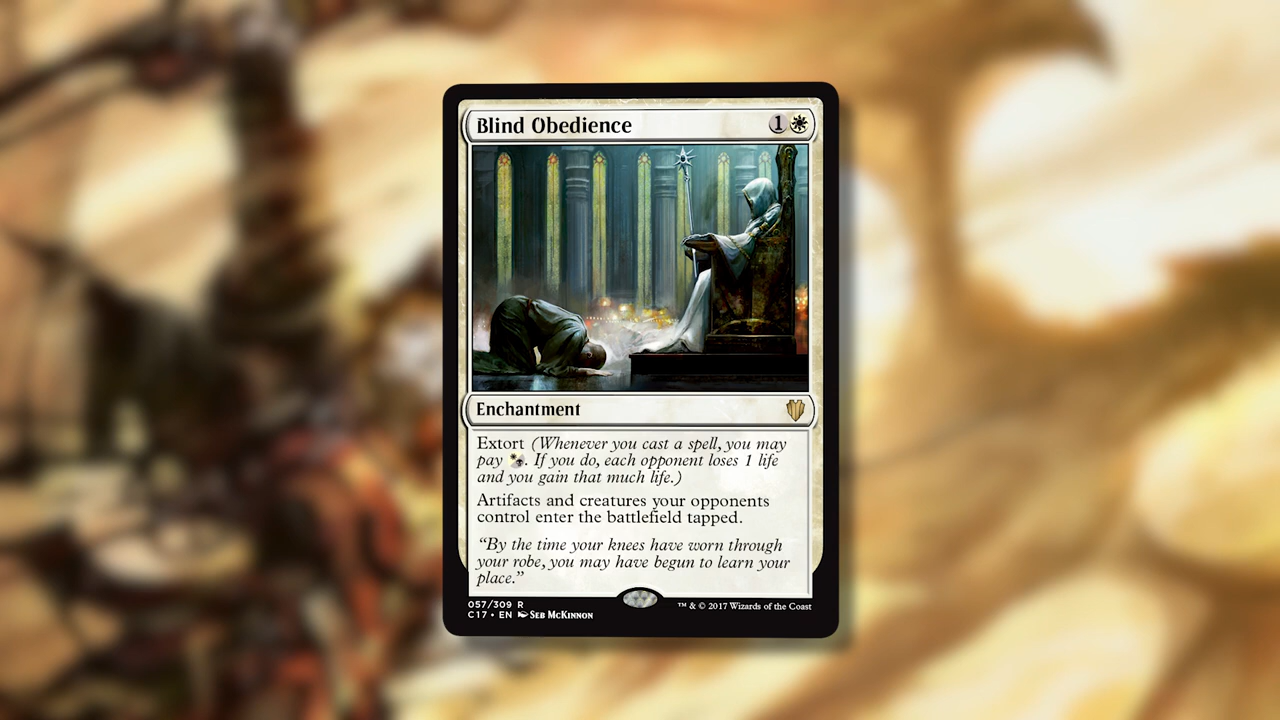 Blind Obedience 1
Enchantment
Extort (Whenever you cast a spell, you may
pay . If you do, each opponent loses 1 life
and you gain that much life.)
Artifacts and creatures your opponents
control enter the battlefield tapped.
“By the time your knees have worn through
your robe, you may have begun to learn your
place.”
057/309 R
C17 • EN Seb McKinnon
™ & © 2017 Wizards of the Coast